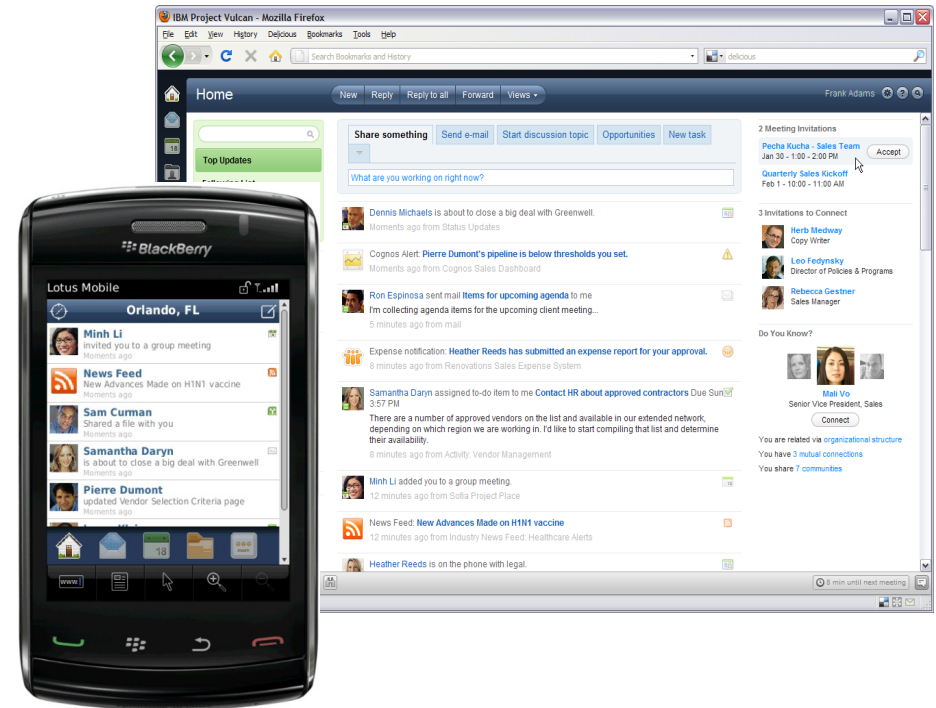 IBM Project Vulcan - Mozilla Firefox
File Edit View History Delicious Bookmarks Tools Help
Search Bookmarks and History
delicious
Home
New Reply Reply to all Forward Views
Frank Adams
18
Top Updates
Share something Send e-mail Start discussion topic Opportunities New task
What are you working on right now?
Dennis Michaels is about to close a big deal with Greenwell.
Moments ago from Status Updates
Cognos Alert: Pierre Dumont's pipeline is below thresholds you set.
Moments ago from Cognos Sales Dashboard
Ron Espinosa sent mail Items for upcoming agenda to me
I'm collecting agenda items for the upcoming client meeting...
5 minutes ago from mail
Expense notification: Heather Reeds has submitted an expense report for your approval.
8 minutes ago from Renovations Sales Expense System
Samantha Daryn assigned to-do item to me Contact HR about approved contractors Due Sun
3:57 PM
There are a number of approved vendors on the list and available in our extended network,
depending on which region we are working in. I'd like to start compiling that list and determine
their availability.
8 minutes ago from Activity: Vendor Management
Minh Li added you to a group meeting.
12 minutes ago from Sofia Project Place
18
News Feed: New Advances Made on H1N1 vaccine
12 minutes ago from Industry News Feed: Healthcare Alerts
Heather Reeds is on the phone with legal.
2 Meeting Invitations
Pecha Kucha - Sales Team
Jan 30 - 1:00 - 2:00 PM
Accept
Quarterly Sales Kickoff
Feb 1 - 10:00 - 11:00 AM
3 Invitations to Connect
Herb Medway
Copy Writer
Leo Fedynsky
Director of Policies & Programs
Rebecca Gestner
Sales Manager
Do You Know?
Mali Vo
Senior Vice President, Sales
Connect
You are related via organizational structure
You have 3 mutual connections
You share 7 communities
8 min until next meeting
BlackBerry
Lotus Mobile
Orlando, FL
Minh Li
invited you to a group meeting
Moments ago
News Feed
New Advances Made on H1N1 vaccine
Moments ago
Sam Curman
Shared a file with you
Moments ago
Samantha Daryn
is about to close a big deal with Greenwell
Moments ago
Pierre Dumont
updated Vendor Selection Criteria page
Moments ago
18
www